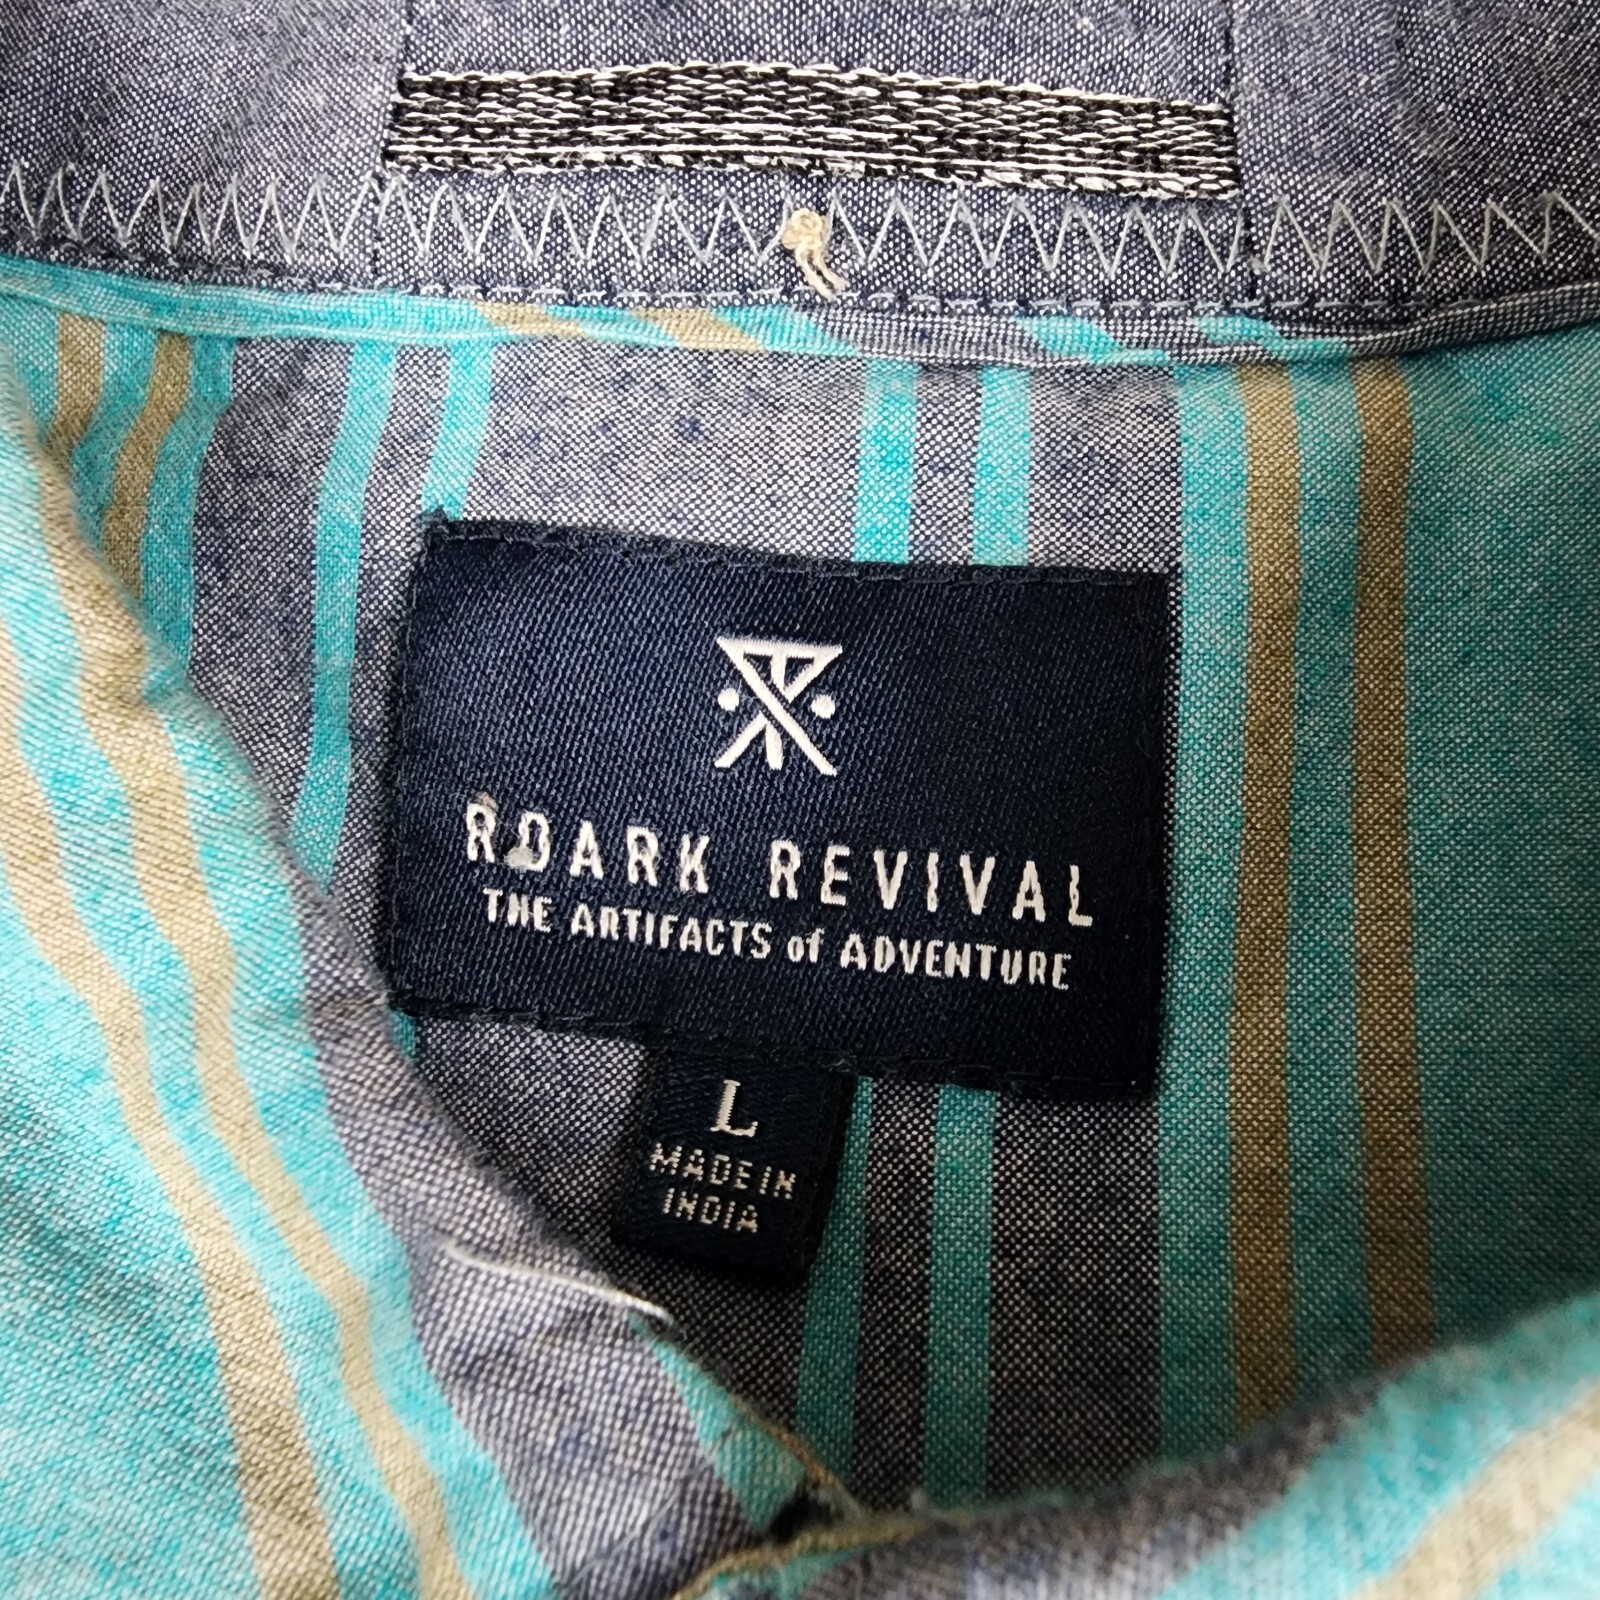 ROARK REVIVAL
THE ARTIFACTS of ADVENTURE
L
MADE IN
INDIA